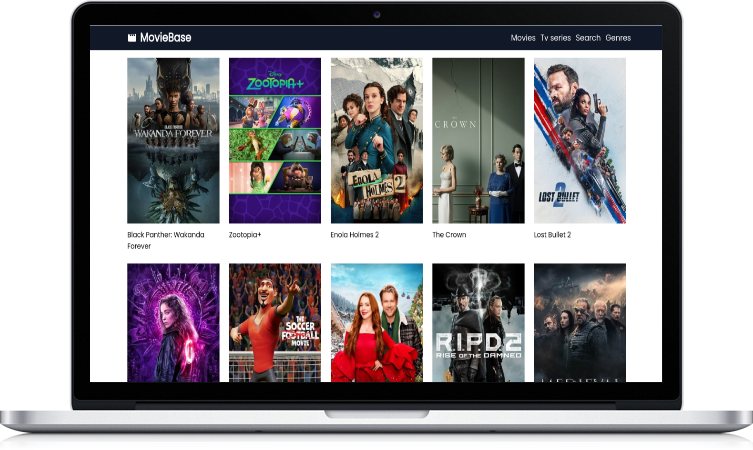 MovieBase
Movies Tv series Search Genres
BLACK PANTHER
WAKANDA FOREVER
Disney
ZOOTOPIA+
ENOLA
HOLMES 2
THE
CROWN
LOST BULLET
2
Black Panther: Wakanda
Forever
Zootopia+
Enola Holmes 2
The Crown
Lost Bullet 2
THE
SOCCER
FOOTBALL
MOVIE
R.I.P.D.2
RISE OF THE DAMNED
MEDIEVAL